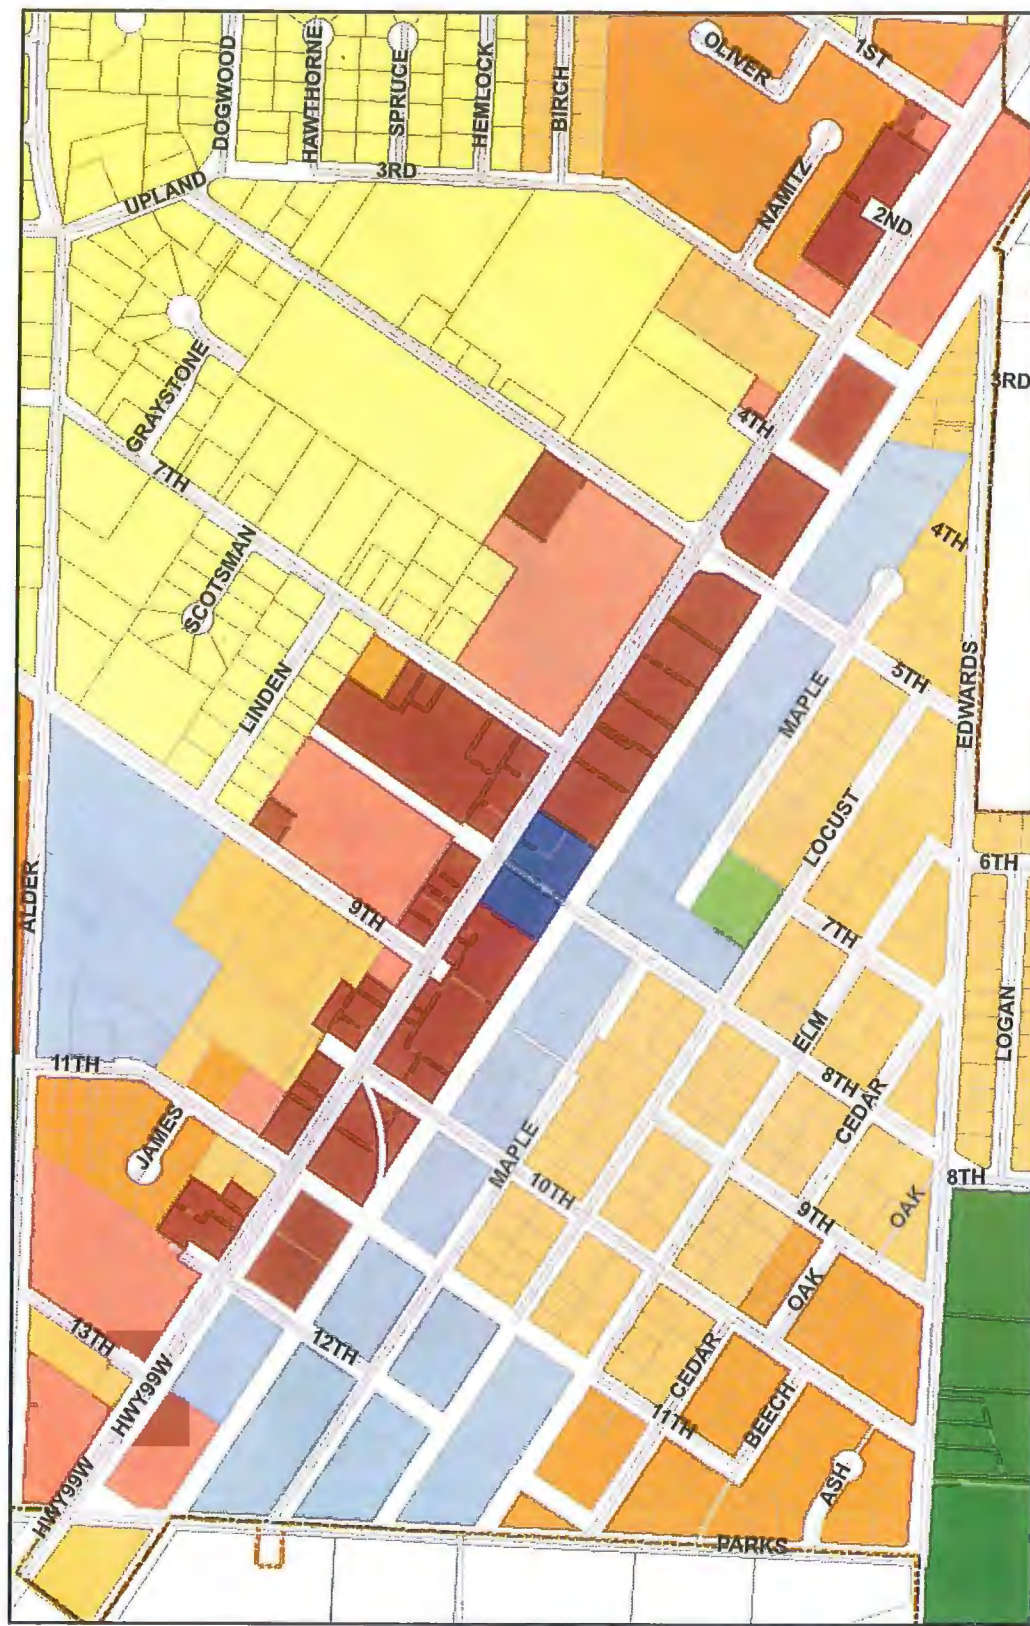 OLIVER
1ST
DOGWOOD
HAWTHORNE
SPRUCE
HEMLOCK
BIRCH
3RD
UPLAND
NAMITZ
2ND
GRAYSTONE
3RD
4TH
7TH
SCOTSMAN
4TH
LINDEN
5TH
MAPLE
EDWARDS
LOCUST
6TH
ALDER
9TH
7TH
ELM
LOGAN
11TH
8TH
CEDAR
JAMES
MAPLE
10TH
8TH
OAK
9TH
OAK
13TH
12TH
CEDAR
HWY99W
11TH
BEECH
ASH
HWY99W
PARKS